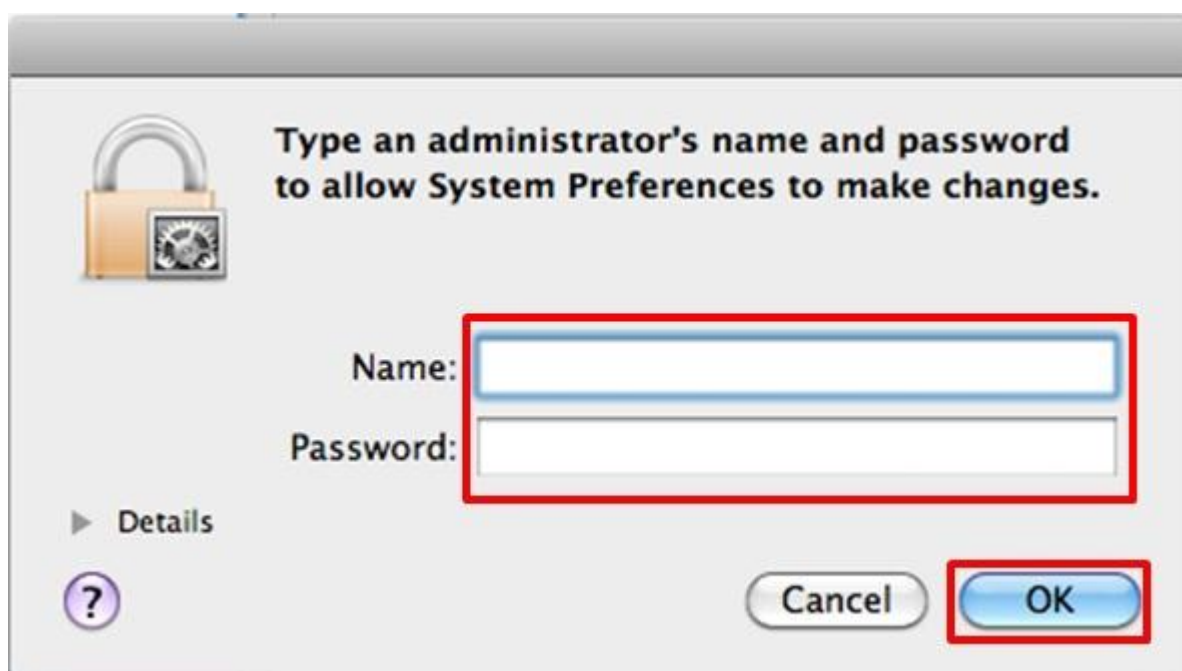 Type an administrator's name and password
to allow System Preferences to make changes.
Name:
Password:
Details
?
Cancel
OK